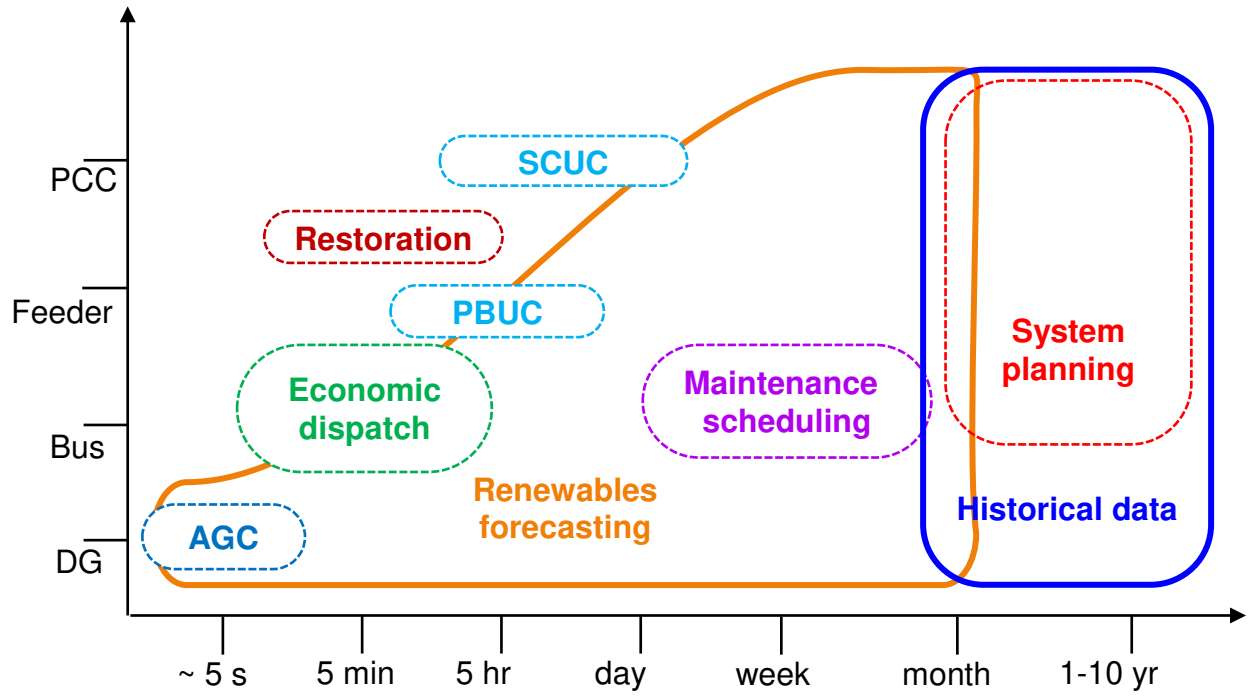 PCC
SCUC
Restoration
Feeder
PBUC
System
planning
Economic
dispatch
Maintenance
scheduling
Bus
Renewables
forecasting
Historical data
AGC
DG
~ 5 s
5 min
5 hr
day
week
month
1-10 yr